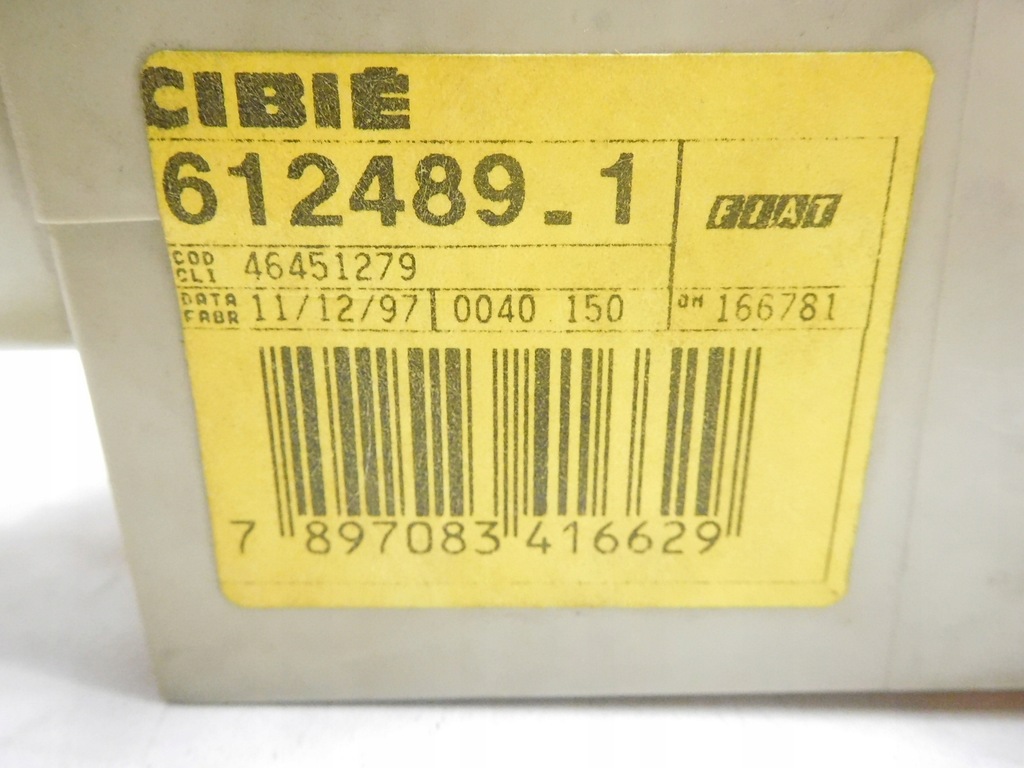 CIBIÉ
612489.1
FIAT
COD CLI 46451279
DATA FABR 11/12/97 0040 150 OM 166781
7 897083 416629